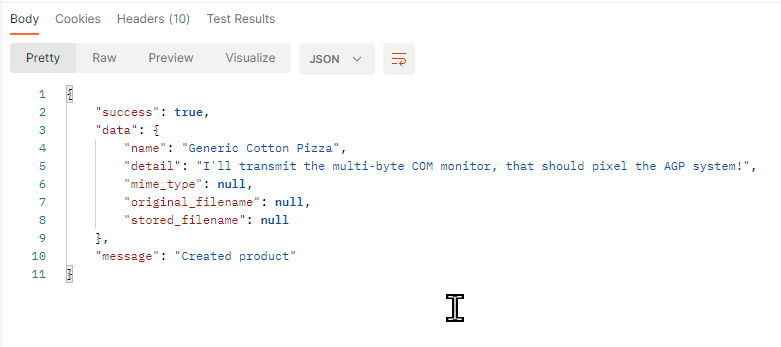 Body Cookies Headers (10) Test Results
Pretty Raw Preview Visualize JSON
1 {
2 "success": true,
3 "data": {
4 "name": "Generic Cotton Pizza",
5 "detail": "I'll transmit the multi-byte COM monitor, that should pixel the AGP system!",
6 "mime_type": null,
7 "original_filename": null,
8 "stored_filename": null
9 },
10 "message": "Created product"
11 }